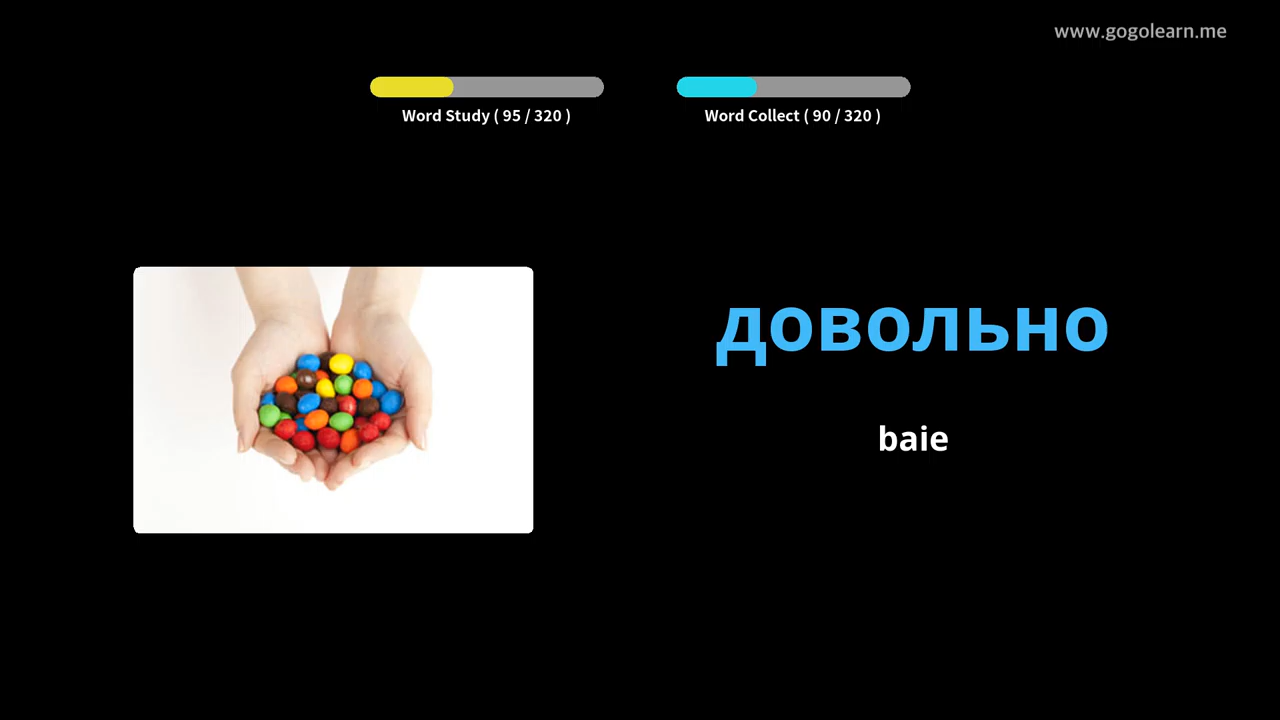 www.gogolearn.me
Word Study ( 95 / 320 )
Word Collect ( 90 / 320 )
довольно
baie